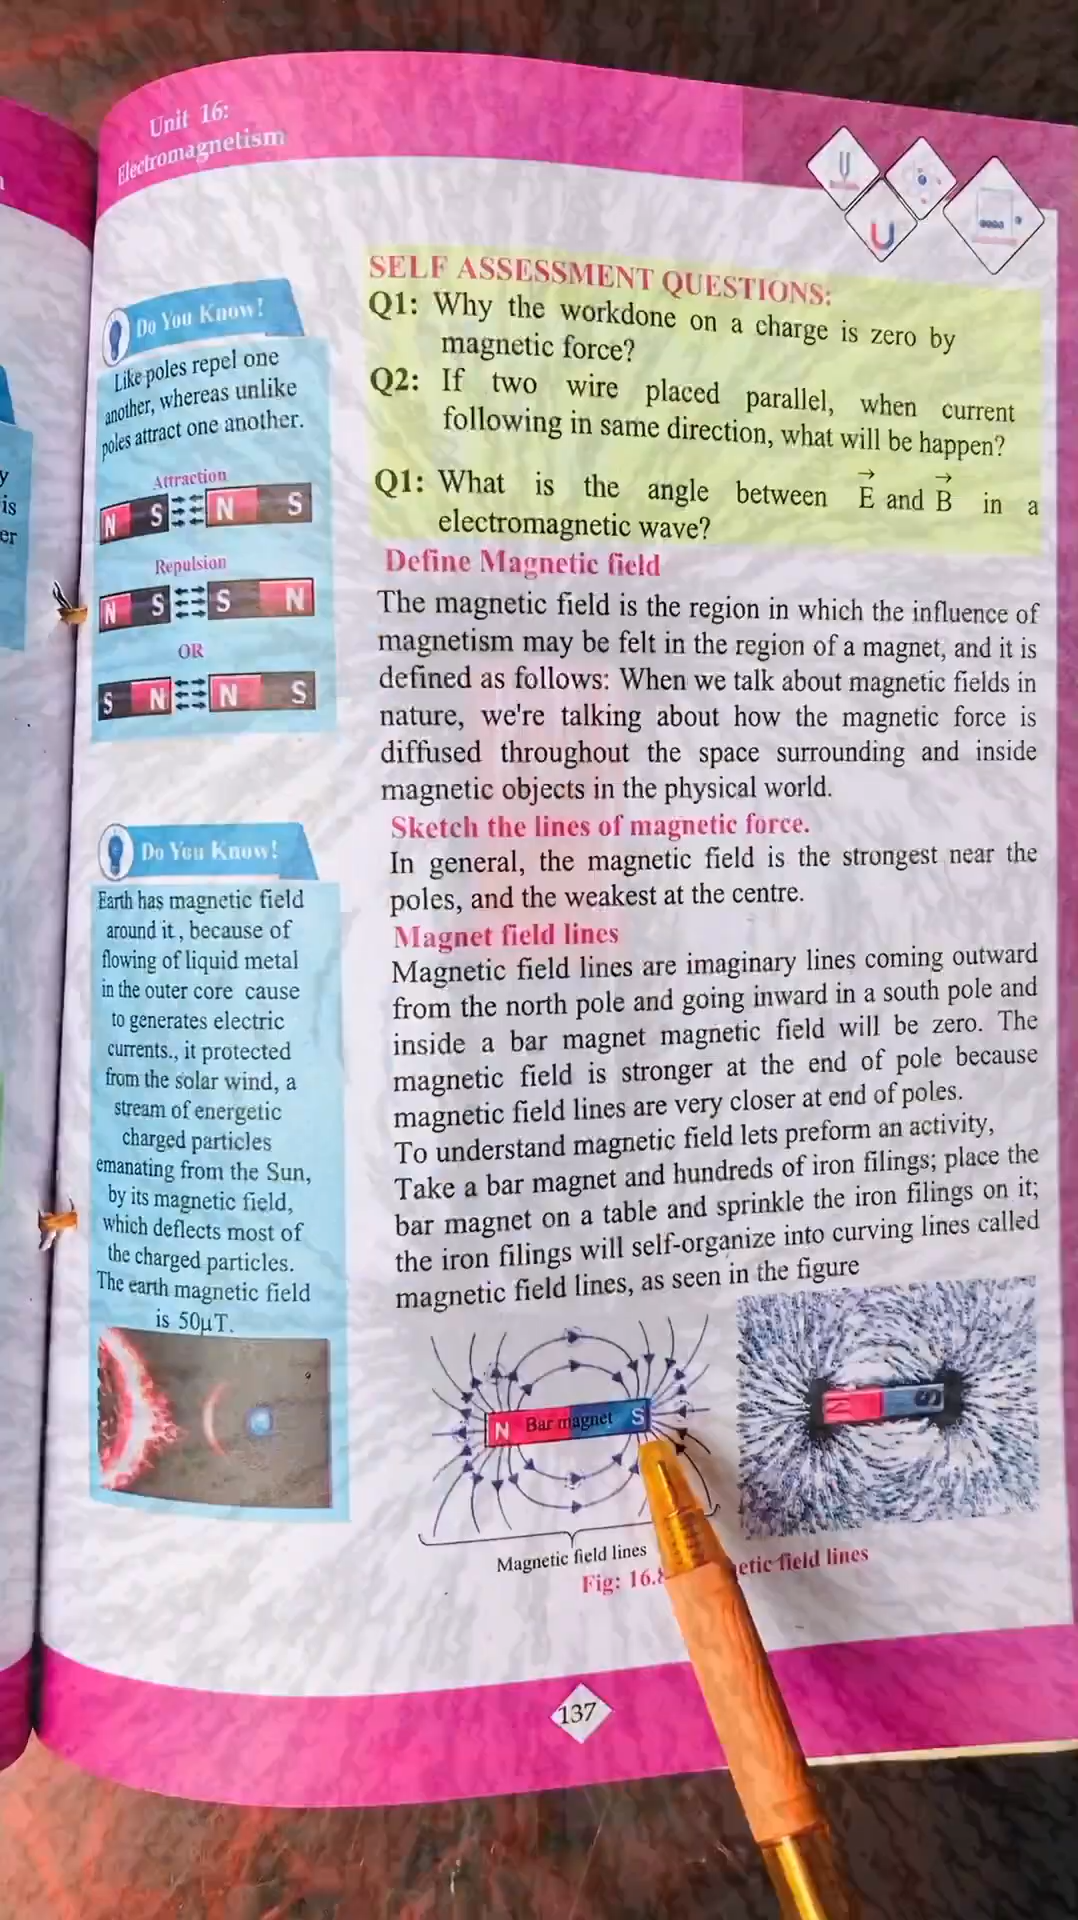 Unit 16:
Electromagnetism
Do You Know!
Like poles repel one
another, whereas unlike
poles attract one another.
Attraction
N S N S
Repulsion
N S S N
OR
S N N S
Do You Know!
Earth has magnetic field
around it , because of
flowing of liquid metal
in the outer core cause
to generates electric
currents., it protected
from the solar wind, a
stream of energetic
charged particles
emanating from the Sun,
by its magnetic field,
which deflects most of
the charged particles.
The earth magnetic field
is 50µT.
SELF ASSESSMENT QUESTIONS:
Q1: Why the workdone on a charge is zero by
magnetic force?
Q2: If two wire placed parallel, when current
following in same direction, what will be happen?
Q1: What is the angle between E⃗ and B⃗ in a
electromagnetic wave?
Define Magnetic field
The magnetic field is the region in which the influence of
magnetism may be felt in the region of a magnet, and it is
defined as follows: When we talk about magnetic fields in
nature, we're talking about how the magnetic force is
diffused throughout the space surrounding and inside
magnetic objects in the physical world.
Sketch the lines of magnetic force.
In general, the magnetic field is the strongest near the
poles, and the weakest at the centre.
Magnet field lines
Magnetic field lines are imaginary lines coming outward
from the north pole and going inward in a south pole and
inside a bar magnet magnetic field will be zero. The
magnetic field is stronger at the end of pole because
magnetic field lines are very closer at end of poles.
To understand magnetic field lets preform an activity,
Take a bar magnet and hundreds of iron filings; place the
bar magnet on a table and sprinkle the iron filings on it;
the iron filings will self-organize into curving lines called
magnetic field lines, as seen in the figure
N Bar magnet S
N S
Magnetic field lines
Fig: 16. etic field lines
137